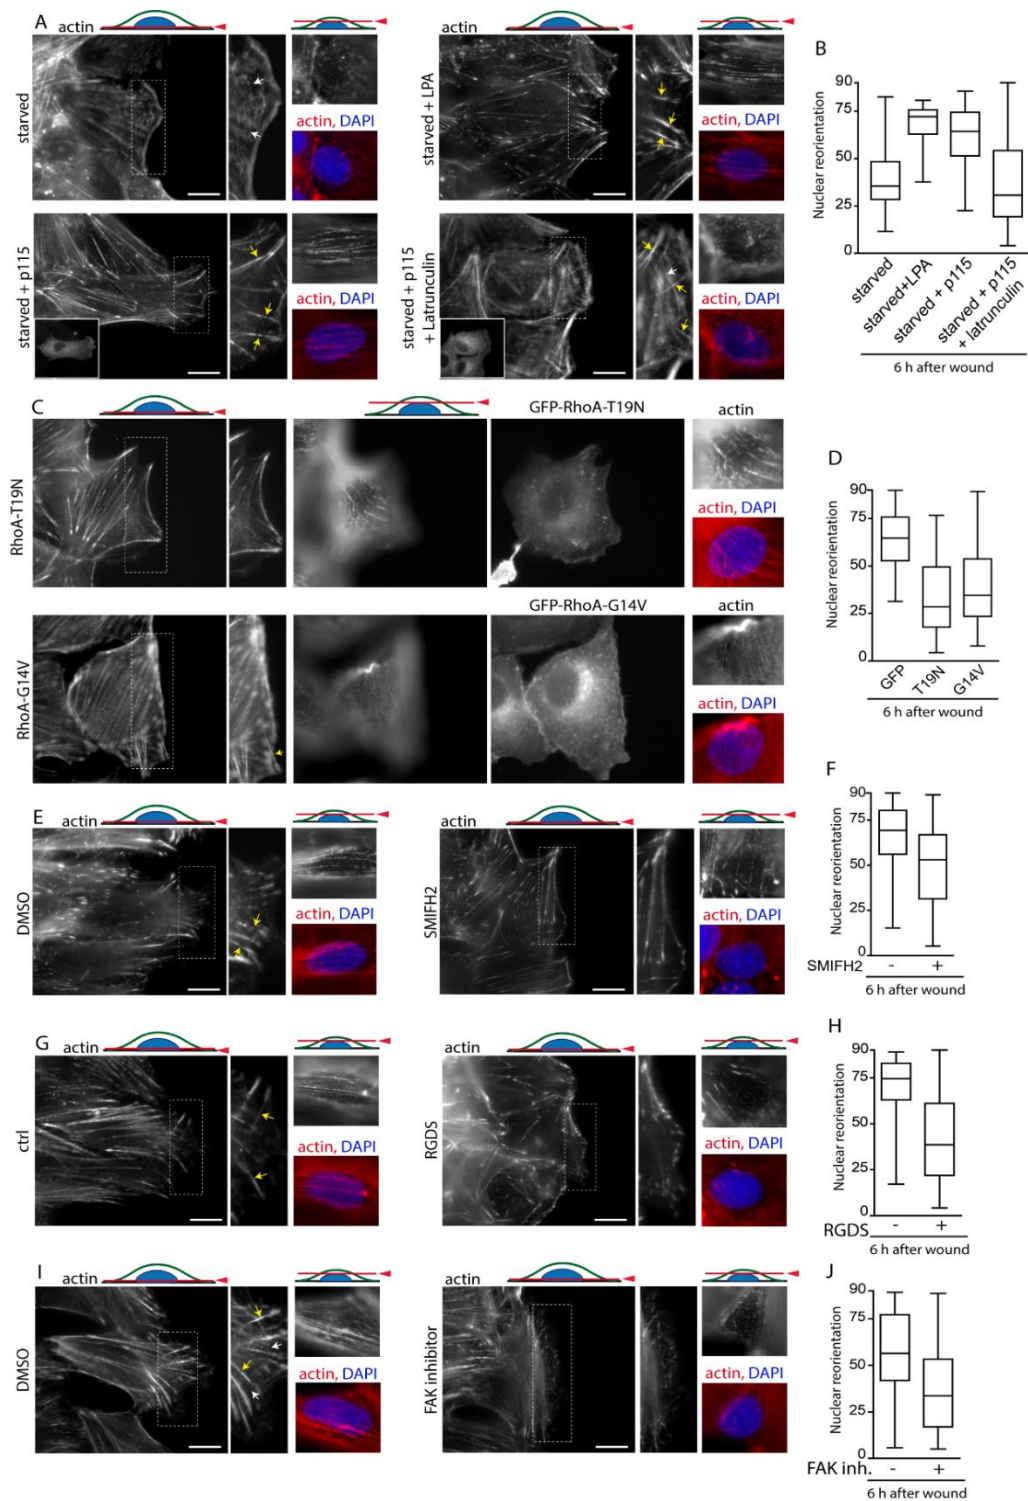 A
actin
starved
actin, DAPI
actin
starved + LPA
actin, DAPI
starved + p115
actin, DAPI
starved + p115
+ Latrunculin
actin, DAPI
B
Nuclear reorientation
90
75
50
25
0
starved
starved+LPA
starved + p115
starved + p115
+ latrunculin
6 h after wound
C
RhoA-T19N
GFP-RhoA-T19N
actin
actin, DAPI
RhoA-G14V
GFP-RhoA-G14V
actin
actin, DAPI
D
Nuclear reorientation
90
75
50
25
0
GFP
T19N
G14V
6 h after wound
E
actin
DMSO
actin, DAPI
actin
SMIFH2
actin, DAPI
F
Nuclear reorientation
90
75
50
25
0
SMIFH2 - +
6 h after wound
G
actin
ctrl
actin, DAPI
actin
RGDS
actin, DAPI
H
Nuclear reorientation
90
75
50
25
0
RGDS - +
6 h after wound
I
actin
DMSO
actin, DAPI
actin
FAK inhibitor
actin, DAPI
J
Nuclear reorientation
90
75
50
25
0
FAK inh. - +
6 h after wound